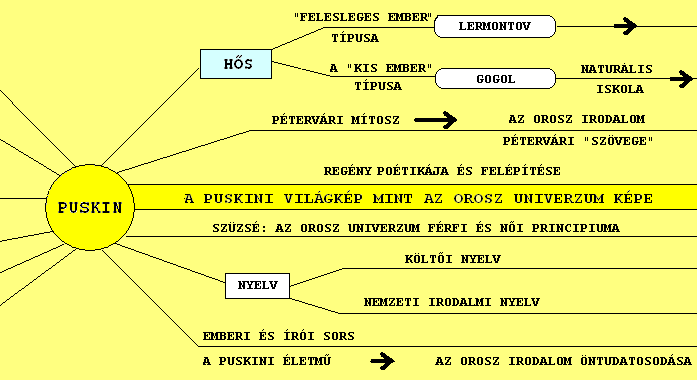 "FELESLEGES EMBER"
TÍPUSA
LERMONTOV
HŐS
A "KIS EMBER"
TÍPUSA
GOGOL
NATURÁLIS
ISKOLA
PÉTERVÁRI MÍTOSZ
AZ OROSZ IRODALOM
PÉTERVÁRI "SZÖVEGE"
REGÉNY POÉTIKÁJA ÉS FELÉPÍTÉSE
PUSKIN
A PUSKINI VILÁGKÉP MINT AZ OROSZ UNIVERZUM KÉPE
SZÜZSÉ: AZ OROSZ UNIVERZUM FÉRFI ÉS NŐI PRINCIPIUMA
NYELV
KÖLTŐI NYELV
NEMZETI IRODALMI NYELV
EMBERI ÉS ÍRÓI SORS
A PUSKINI ÉLETMŰ
AZ OROSZ IRODALOM ÖNTUDATOSODÁSA